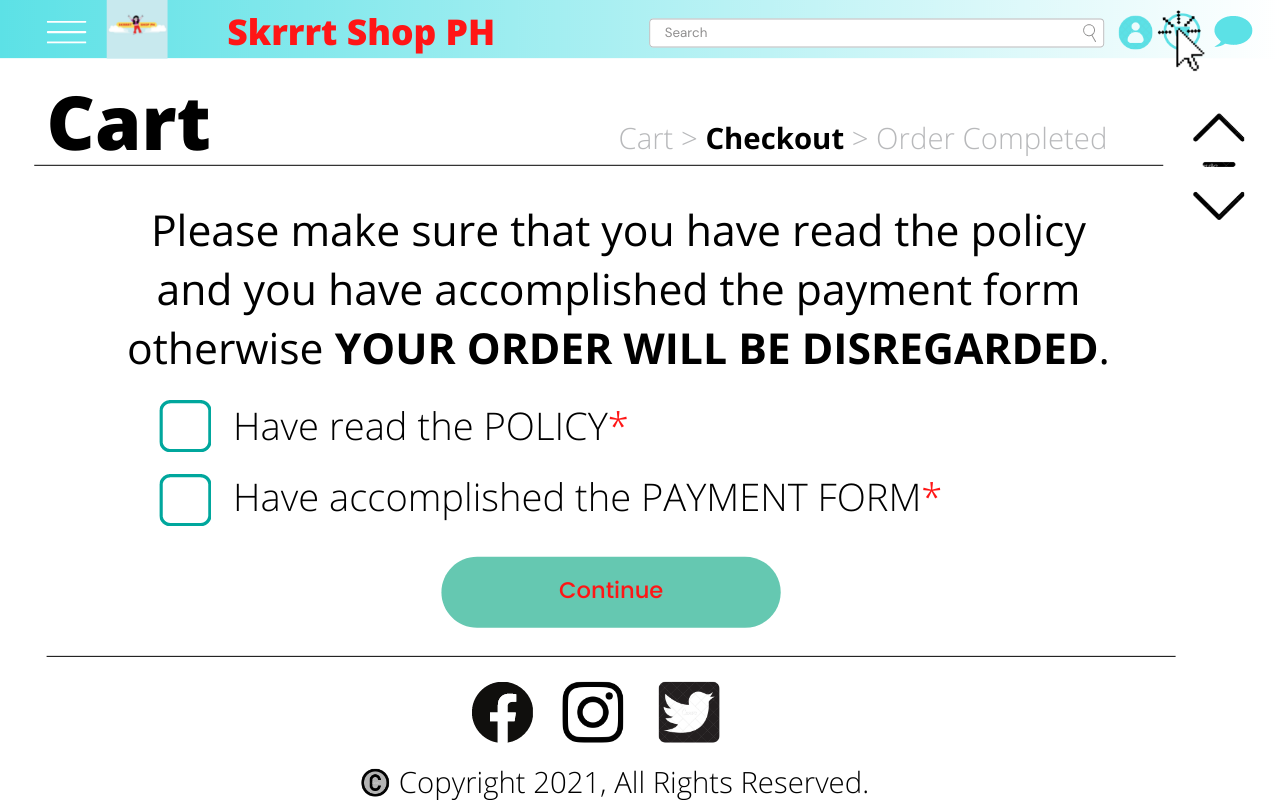 Skrrrt Shop PH
Search
Cart
Cart > Checkout > Order Completed
Please make sure that you have read the policy
and you have accomplished the payment form
otherwise YOUR ORDER WILL BE DISREGARDED.
Have read the POLICY*
Have accomplished the PAYMENT FORM*
Continue
© Copyright 2021, All Rights Reserved.